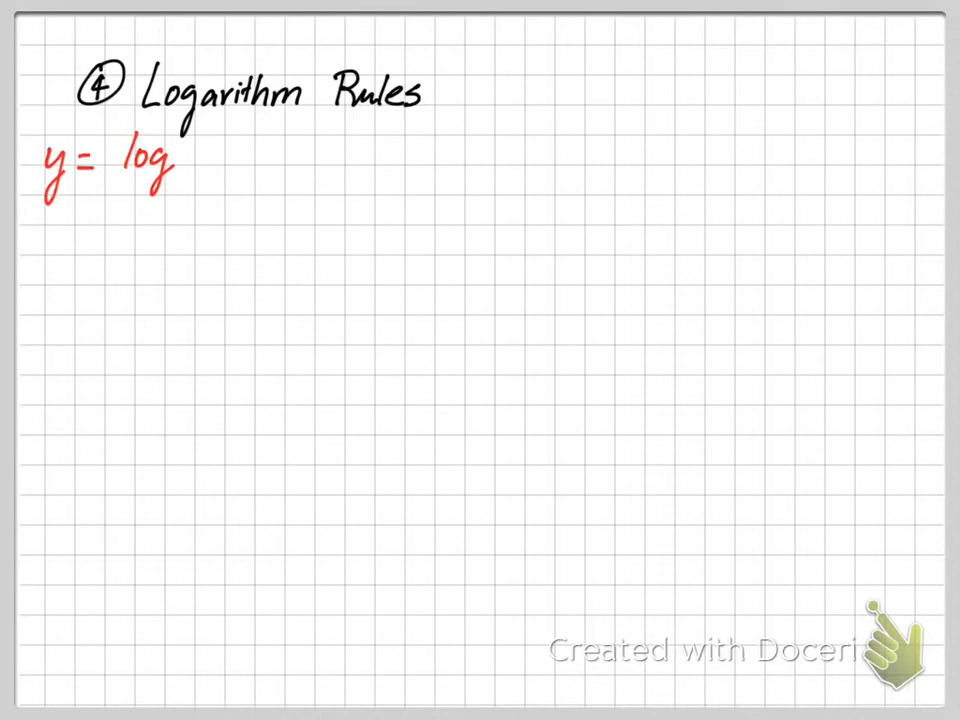 ④ Logarithm Rules
y = log
Created with Doceri